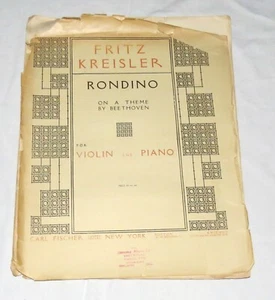 FRITZ
KREISLER
RONDINO
ON A THEME
BY BEETHOVEN
FOR
VIOLIN AND PIANO
CARL FISCHER NEW YORK